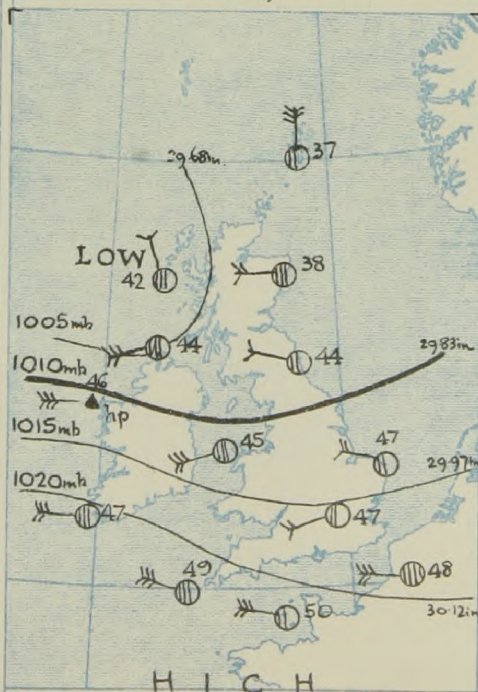 37
29.68in.
LOW
42
38
1005mb
44
44
29.83in
1010mb
46
hp
1015mb
45
47
29.97in
1020mb
47
47
49
48
50
30.12in
HIGH